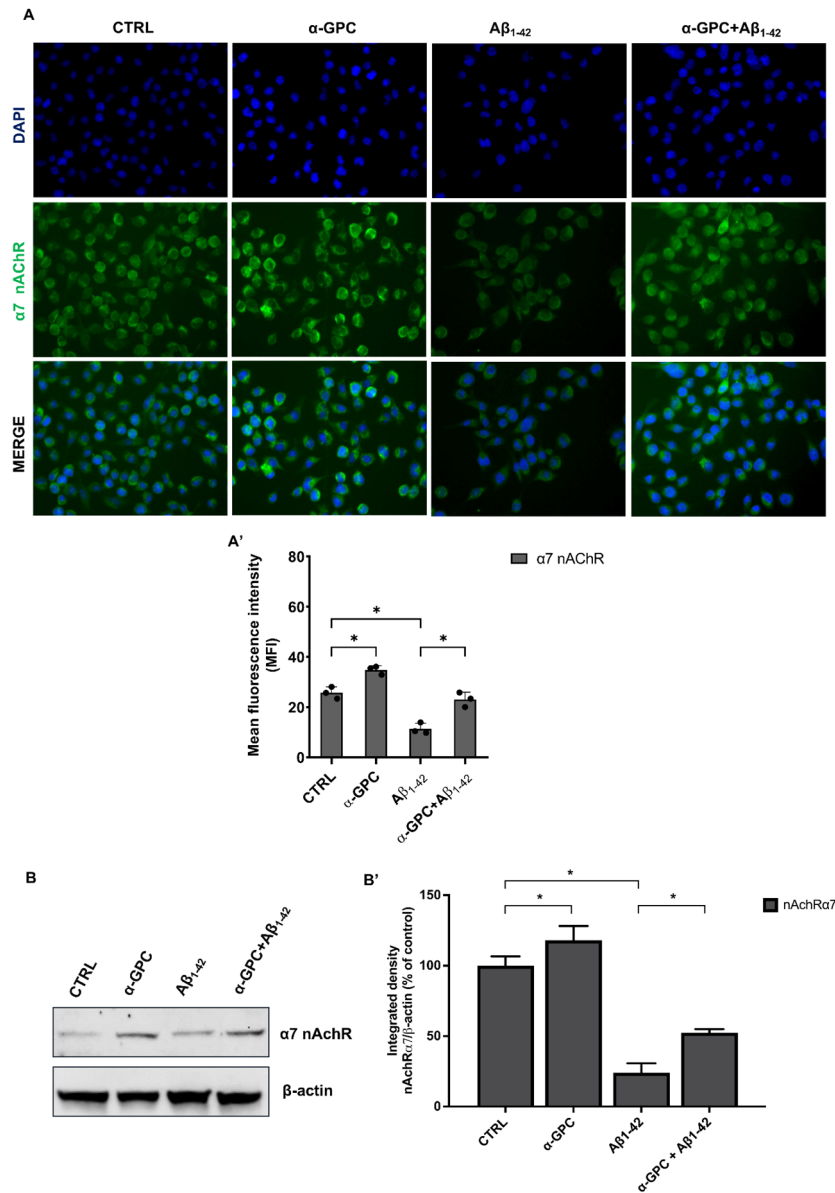 A
CTRL
α-GPC
Aβ₁₋₄₂
α-GPC+Aβ₁₋₄₂
DAPI
α7 nAChR
MERGE
A'
α7 nAChR
Mean fluorescence intensity
(MFI)
80
60
40
20
0
*
*
*
CTRL
α-GPC
Aβ₁₋₄₂
α-GPC+Aβ₁₋₄₂
B
CTRL
α-GPC
Aβ₁₋₄₂
α-GPC+Aβ₁₋₄₂
α7 nAChR
β-actin
B'
nAchRα7
Integrated density
nAchRα7/β-actin (% of control)
150
100
50
0
*
*
*
CTRL
α-GPC
Aβ1-42
α-GPC + Aβ1-42